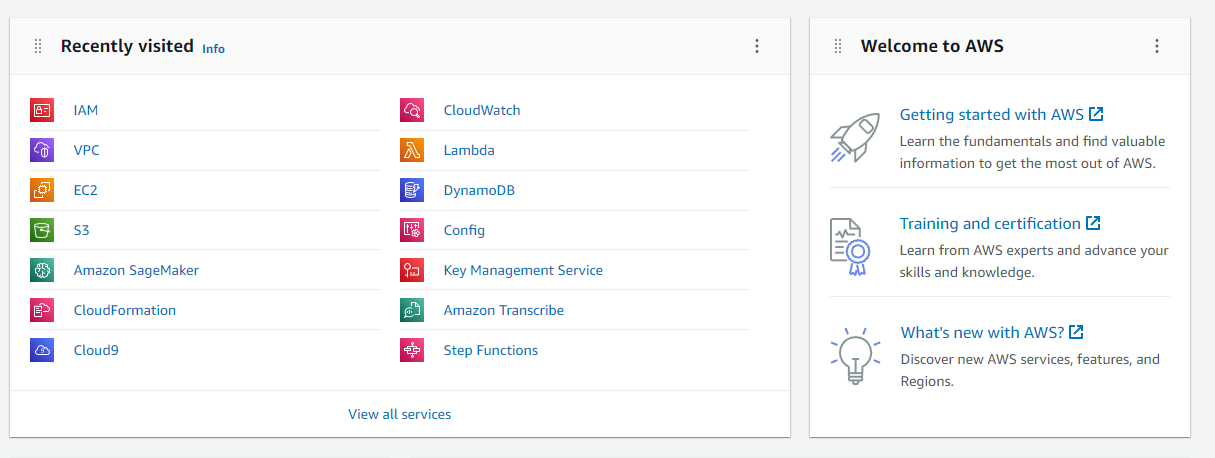 Recently visited Info
IAM
VPC
EC2
S3
Amazon SageMaker
CloudFormation
Cloud9
CloudWatch
Lambda
DynamoDB
Config
Key Management Service
Amazon Transcribe
Step Functions
View all services
Welcome to AWS
Getting started with AWS
Learn the fundamentals and find valuable
information to get the most out of AWS.
Training and certification
Learn from AWS experts and advance your
skills and knowledge.
What's new with AWS?
Discover new AWS services, features, and
Regions.